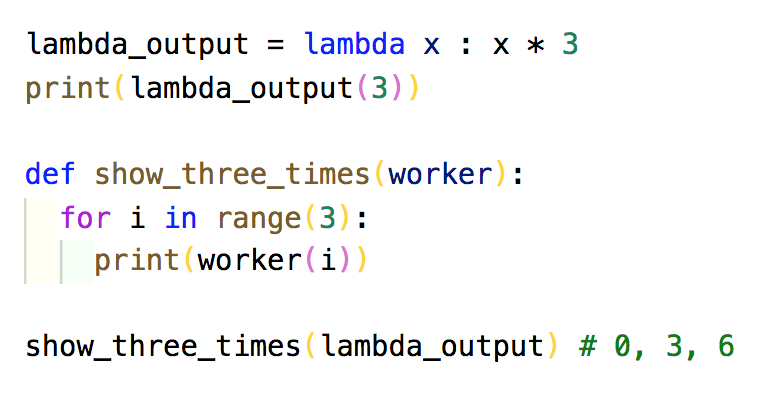 lambda_output = lambda x : x * 3
print(lambda_output(3))
def show_three_times(worker):
for i in range(3):
print(worker(i))
show_three_times(lambda_output) # 0, 3, 6